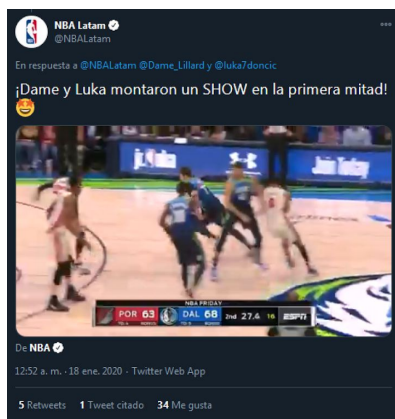 NBA Latam
@NBALatam
En respuesta a @NBALatam @Dame_Lillard y @luka7doncic
¡Dame y Luka montaron un SHOW en la primera mitad!
Join Today
NBA FRIDAY
POR 63 DAL 68 2nd 27.4 16 ESPN
De NBA
12:52 a. m. · 18 ene. 2020 · Twitter Web App
5 Retweets 1 Tweet citado 34 Me gusta